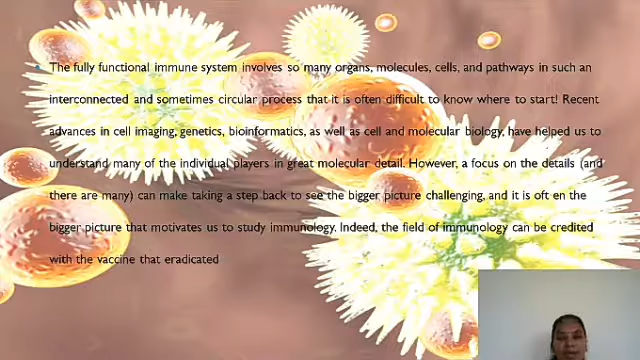 • The fully functional immune system involves so many organs, molecules, cells, and pathways in such an
interconnected and sometimes circular process that it is often difficult to know where to start! Recent
advances in cell imaging, genetics, bioinformatics, as well as cell and molecular biology, have helped us to
understand many of the individual players in great molecular detail. However, a focus on the details (and
there are many) can make taking a step back to see the bigger picture challenging, and it is oft en the
bigger picture that motivates us to study immunology. Indeed, the field of immunology can be credited
with the vaccine that eradicated